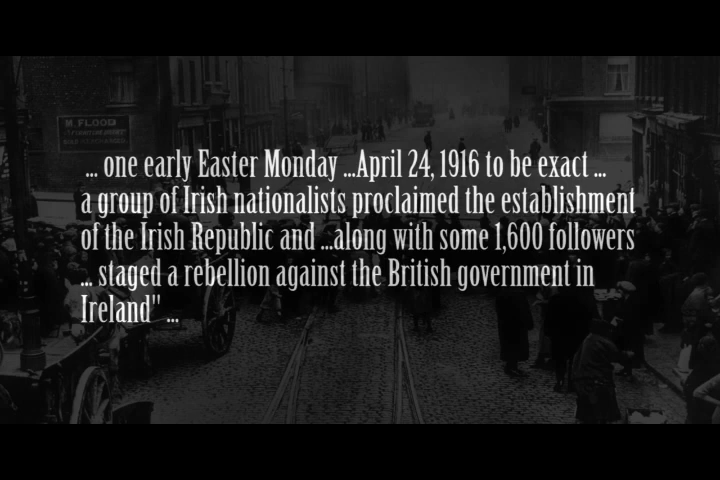 M. FLOOD
... one early Easter Monday ...April 24, 1916 to be exact ...
a group of Irish nationalists proclaimed the establishment
of the Irish Republic and ...along with some 1,600 followers
... staged a rebellion against the British government in
Ireland" ...